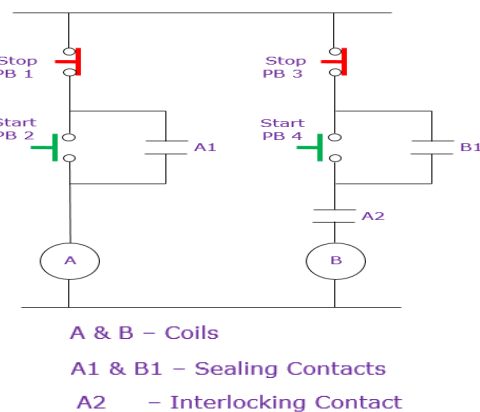 Stop
PB 1
Stop
PB 3
Start
PB 2
A1
Start
PB 4
B1
A2
A
B
A & B – Coils
A1 & B1 – Sealing Contacts
A2 – Interlocking Contact